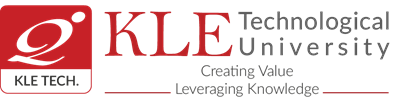 KLE TECH.
KLE Technological
University
Creating Value
Leveraging Knowledge